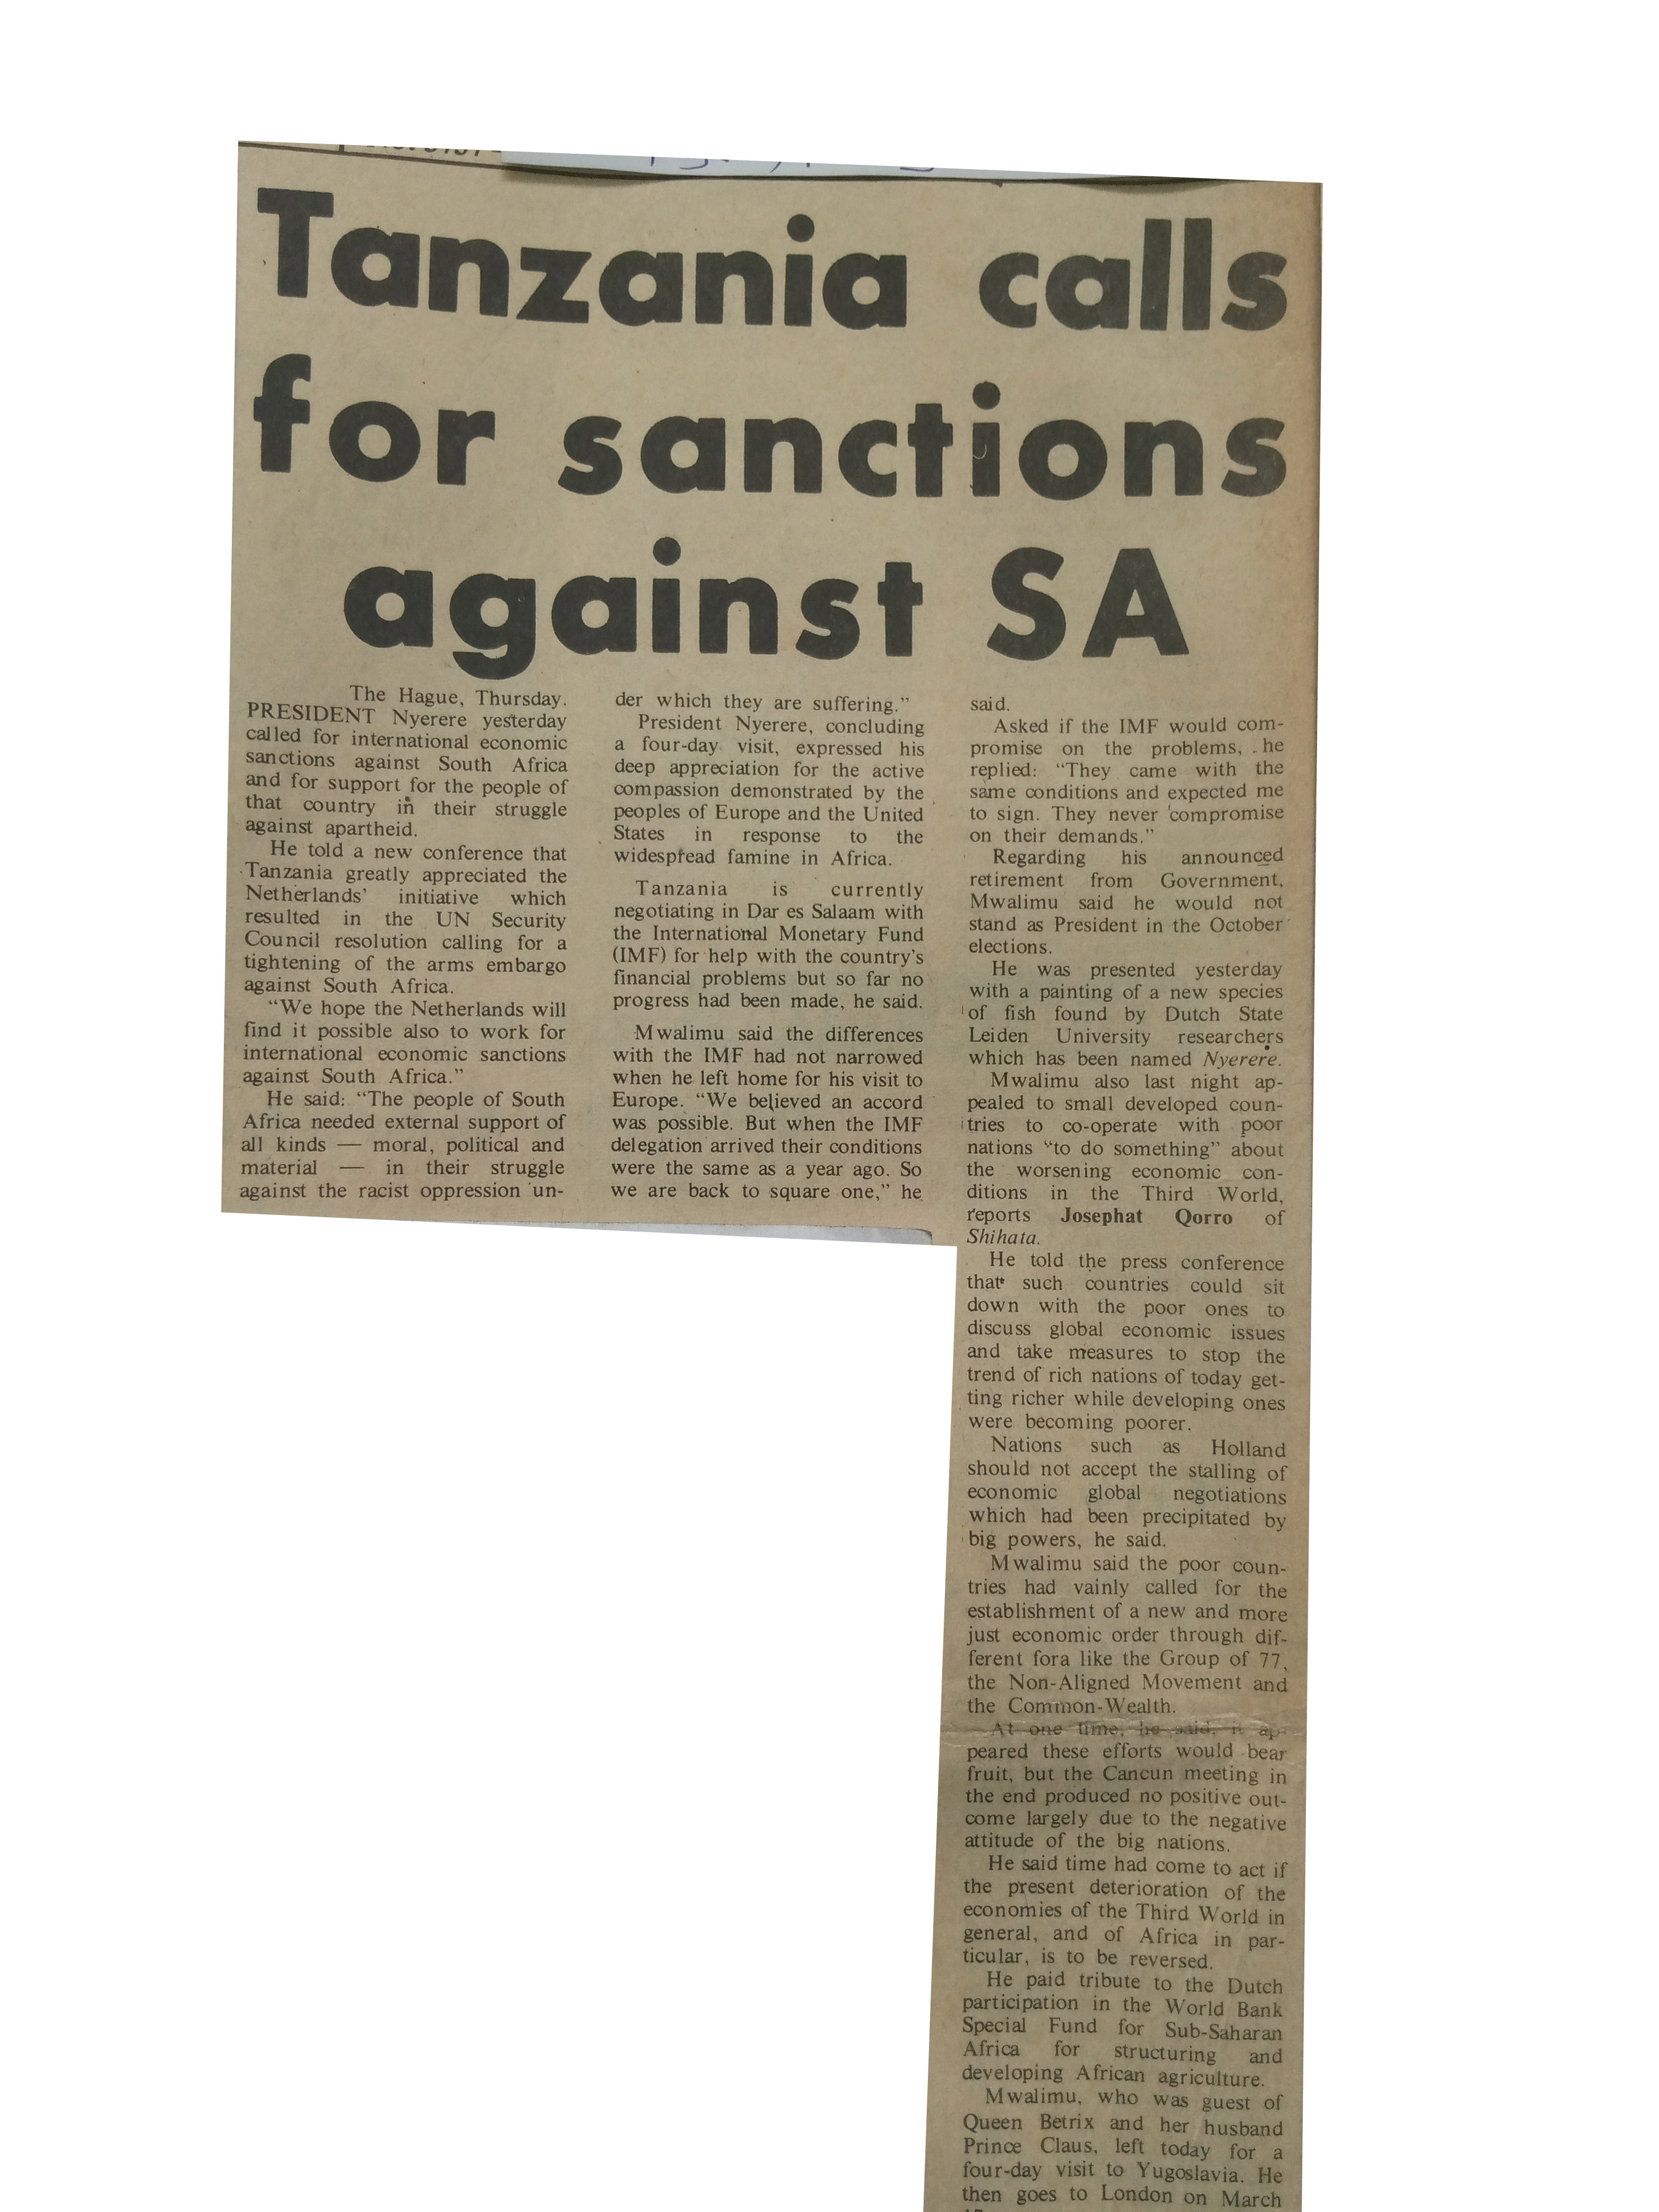 Tanzania calls
for sanctions
against SA
The Hague, Thursday.
PRESIDENT Nyerere yesterday
called for international economic
sanctions against South Africa
and for support for the people of
that country in their struggle
against apartheid.
He told a new conference that
Tanzania greatly appreciated the
Netherlands' initiative which
resulted in the UN Security
Council resolution calling for a
tightening of the arms embargo
against South Africa.
"We hope the Netherlands will
find it possible also to work for
international economic sanctions
against South Africa."
He said: "The people of South
Africa needed external support of
all kinds — moral, political and
material — in their struggle
against the racist oppression un-
der which they are suffering."
President Nyerere, concluding
a four-day visit, expressed his
deep appreciation for the active
compassion demonstrated by the
peoples of Europe and the United
States in response to the
widespread famine in Africa.
Tanzania is currently
negotiating in Dar es Salaam with
the International Monetary Fund
(IMF) for help with the country's
financial problems but so far no
progress had been made, he said.
Mwalimu said the differences
with the IMF had not narrowed
when he left home for his visit to
Europe. "We believed an accord
was possible. But when the IMF
delegation arrived their conditions
were the same as a year ago. So
we are back to square one," he
said.
Asked if the IMF would com-
promise on the problems, he
replied: "They came with the
same conditions and expected me
to sign. They never compromise
on their demands."
Regarding his announced
retirement from Government,
Mwalimu said he would not
stand as President in the October
elections.
He was presented yesterday
with a painting of a new species
of fish found by Dutch State
Leiden University researchers
which has been named Nyerere.
Mwalimu also last night ap-
pealed to small developed coun-
tries to co-operate with poor
nations "to do something" about
the worsening economic con-
ditions in the Third World,
reports Josephat Qorro of
Shihata.
He told the press conference
that such countries could sit
down with the poor ones to
discuss global economic issues
and take measures to stop the
trend of rich nations of today get-
ting richer while developing ones
were becoming poorer.
Nations such as Holland
should not accept the stalling of
economic global negotiations
which had been precipitated by
big powers, he said.
Mwalimu said the poor coun-
tries had vainly called for the
establishment of a new and more
just economic order through dif-
ferent fora like the Group of 77,
the Non-Aligned Movement and
the Common-Wealth.
At one time, he said, it ap-
peared these efforts would bear
fruit, but the Cancun meeting in
the end produced no positive out-
come largely due to the negative
attitude of the big nations.
He said time had come to act if
the present deterioration of the
economies of the Third World in
general, and of Africa in par-
ticular, is to be reversed.
He paid tribute to the Dutch
participation in the World Bank
Special Fund for Sub-Saharan
Africa for structuring and
developing African agriculture.
Mwalimu, who was guest of
Queen Betrix and her husband
Prince Claus, left today for a
four-day visit to Yugoslavia. He
then goes to London on March